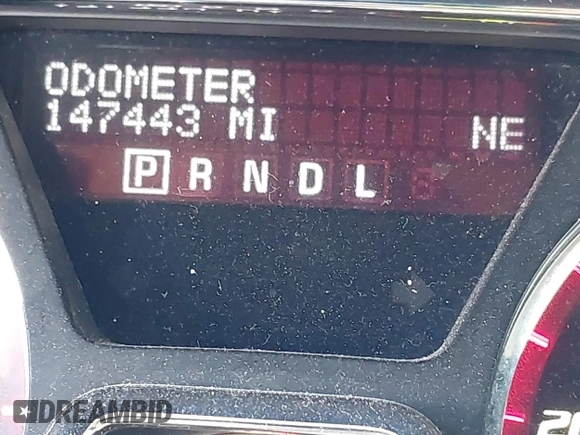 ODOMETER
147443 MI NE
P R N D L
DREAMBID